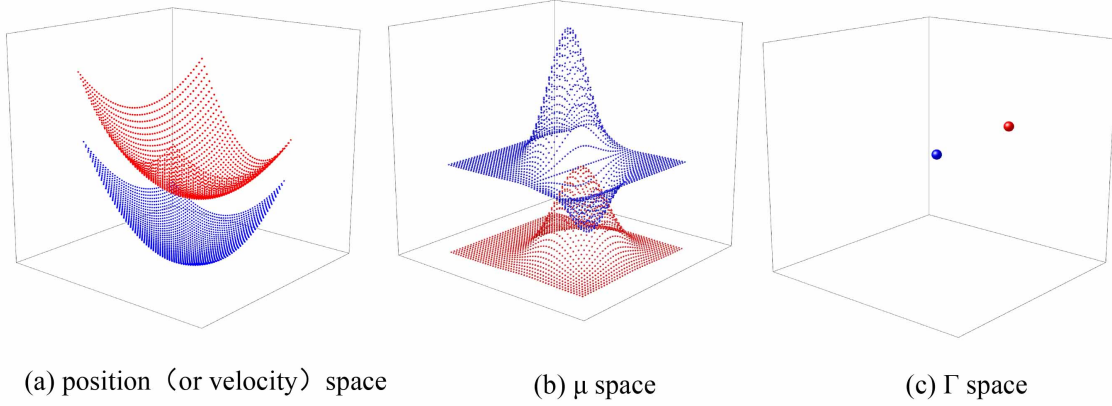 (a) position（or velocity）space
(b) μ space
(c) Γ space